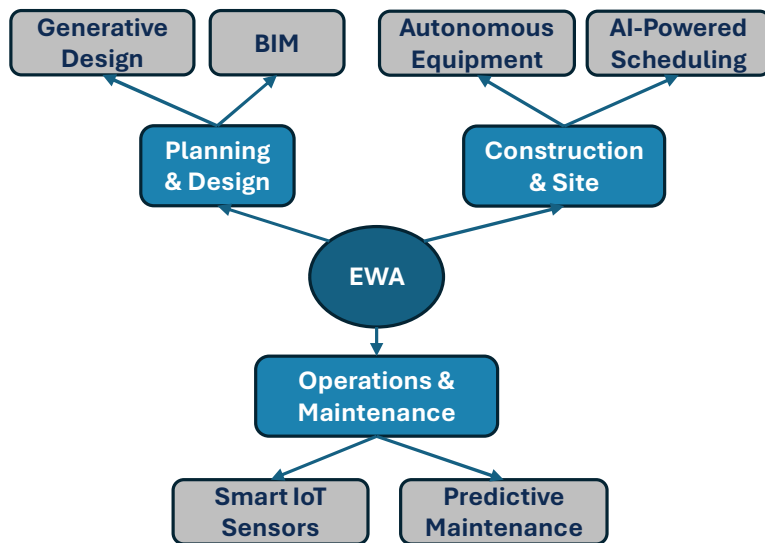 Generative
Design
BIM
Autonomous
Equipment
AI-Powered
Scheduling
Planning
& Design
Construction
& Site
EWA
Operations &
Maintenance
Smart IoT
Sensors
Predictive
Maintenance